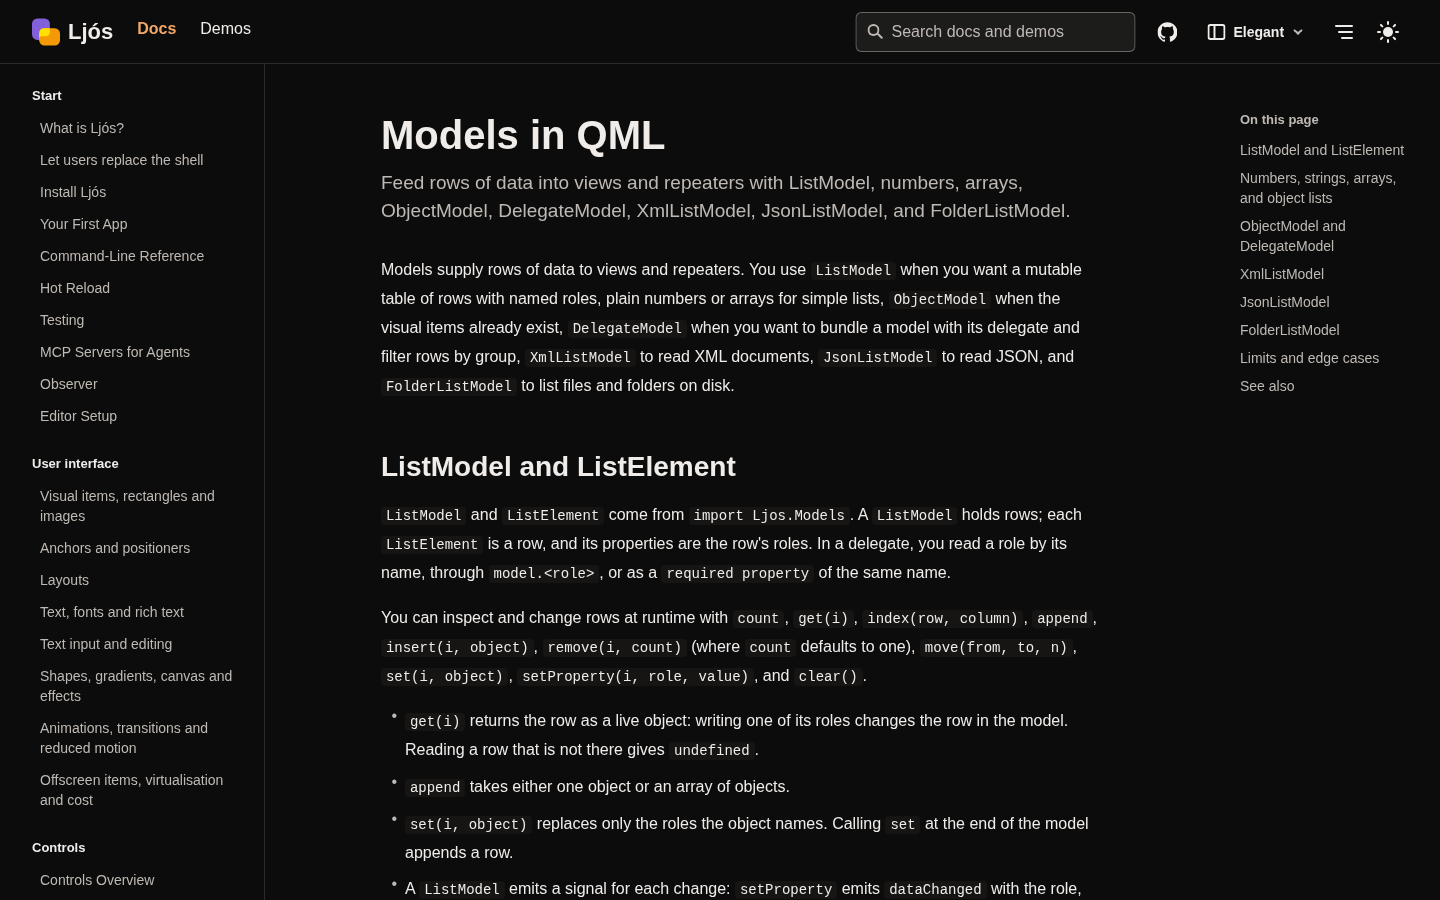 Ljós
Docs
Demos
Search docs and demos
Elegant
Start
What is Ljós?
Let users replace the shell
Install Ljós
Your First App
Command-Line Reference
Hot Reload
Testing
MCP Servers for Agents
Observer
Editor Setup
User interface
Visual items, rectangles and
images
Anchors and positioners
Layouts
Text, fonts and rich text
Text input and editing
Shapes, gradients, canvas and
effects
Animations, transitions and
reduced motion
Offscreen items, virtualisation
and cost
Controls
Controls Overview
Models in QML
Feed rows of data into views and repeaters with ListModel, numbers, arrays,
ObjectModel, DelegateModel, XmlListModel, JsonListModel, and FolderListModel.
Models supply rows of data to views and repeaters. You use ListModel when you want a mutable
table of rows with named roles, plain numbers or arrays for simple lists, ObjectModel when the
visual items already exist, DelegateModel when you want to bundle a model with its delegate and
filter rows by group, XmlListModel to read XML documents, JsonListModel to read JSON, and
FolderListModel to list files and folders on disk.
ListModel and ListElement
ListModel and ListElement come from import Ljos.Models. A ListModel holds rows; each
ListElement is a row, and its properties are the row's roles. In a delegate, you read a role by its
name, through model.<role>, or as a required property of the same name.
You can inspect and change rows at runtime with count, get(i), index(row, column), append,
insert(i, object), remove(i, count) (where count defaults to one), move(from, to, n),
set(i, object), setProperty(i, role, value), and clear().
• get(i) returns the row as a live object: writing one of its roles changes the row in the model.
Reading a row that is not there gives undefined.
• append takes either one object or an array of objects.
• set(i, object) replaces only the roles the object names. Calling set at the end of the model
appends a row.
• A ListModel emits a signal for each change: setProperty emits dataChanged with the role,
On this page
ListModel and ListElement
Numbers, strings, arrays,
and object lists
ObjectModel and
DelegateModel
XmlListModel
JsonListModel
FolderListModel
Limits and edge cases
See also